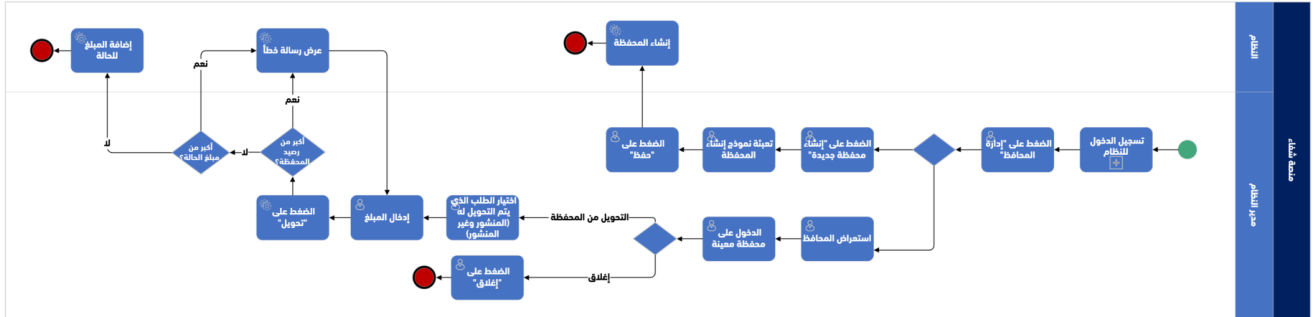 منصة شفاء
النظام
مدير النظام
تسجيل الدخول
للنظام
الضغط على "إدارة
المحافظ"
الضغط على "إنشاء
محفظة جديدة"
تعبئة نموذج إنشاء
المحفظة
الضغط على
"حفظ"
إنشاء المحفظة
استعراض المحافظ
الدخول على
محفظة معينة
التحويل من المحفظة
إغلاق
الضغط على
"إغلاق"
اختيار الطلب الذي
يتم التحويل له
(المنشور وغير
المنشور)
إدخال المبلغ
الضغط على
"تحويل"
أكبر من
رصيد
المحفظة؟
نعم
لا
عرض رسالة خطأ
أكبر من
مبلغ الحالة؟
نعم
لا
إضافة المبلغ
للحالة